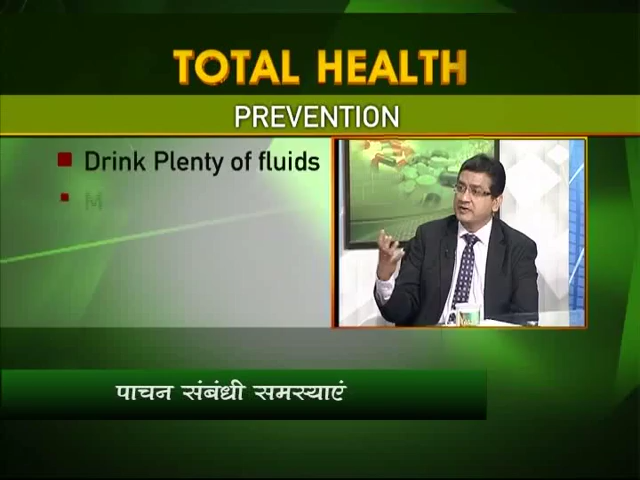 TOTAL HEALTH
PREVENTION
Drink Plenty of fluids
M
पाचन संबंधी समस्याएं